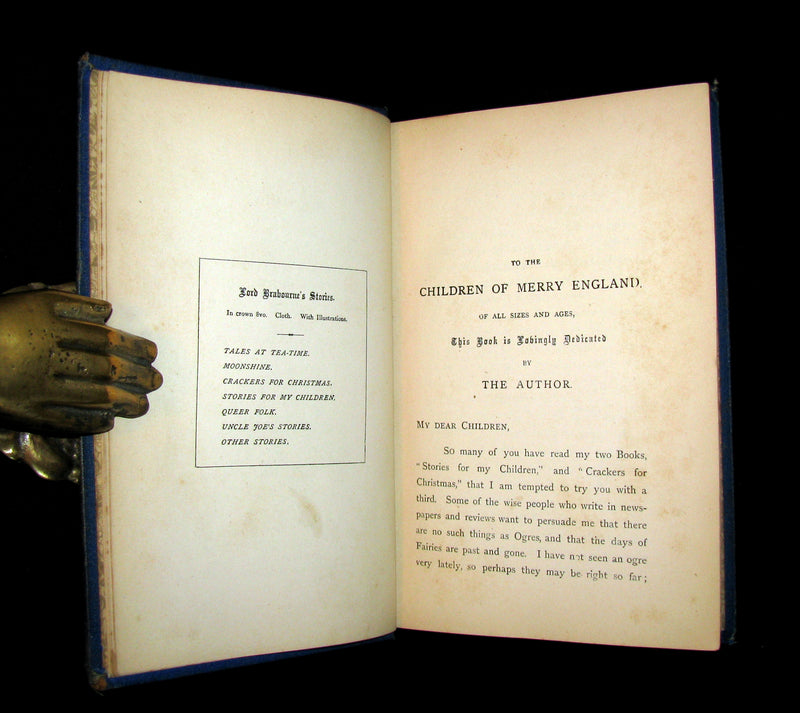 Lord Brabourne's Stories.
In crown 8vo. Cloth. With Illustrations.
TALES AT TEA-TIME.
MOONSHINE.
CRACKERS FOR CHRISTMAS.
STORIES FOR MY CHILDREN.
QUEER FOLK.
UNCLE JOE'S STORIES.
OTHER STORIES.
TO THE
CHILDREN OF MERRY ENGLAND,
OF ALL SIZES AND AGES,
This Book is Lovingly Dedicated
BY
THE AUTHOR.
MY DEAR CHILDREN,
So many of you have read my two Books,
"Stories for my Children," and "Crackers for
Christmas," that I am tempted to try you with a
third. Some of the wise people who write in news-
papers and reviews want to persuade me that there
are no such things as Ogres, and that the days of
Fairies are past and gone. I have not seen an ogre
very lately, so perhaps they may be right so far;